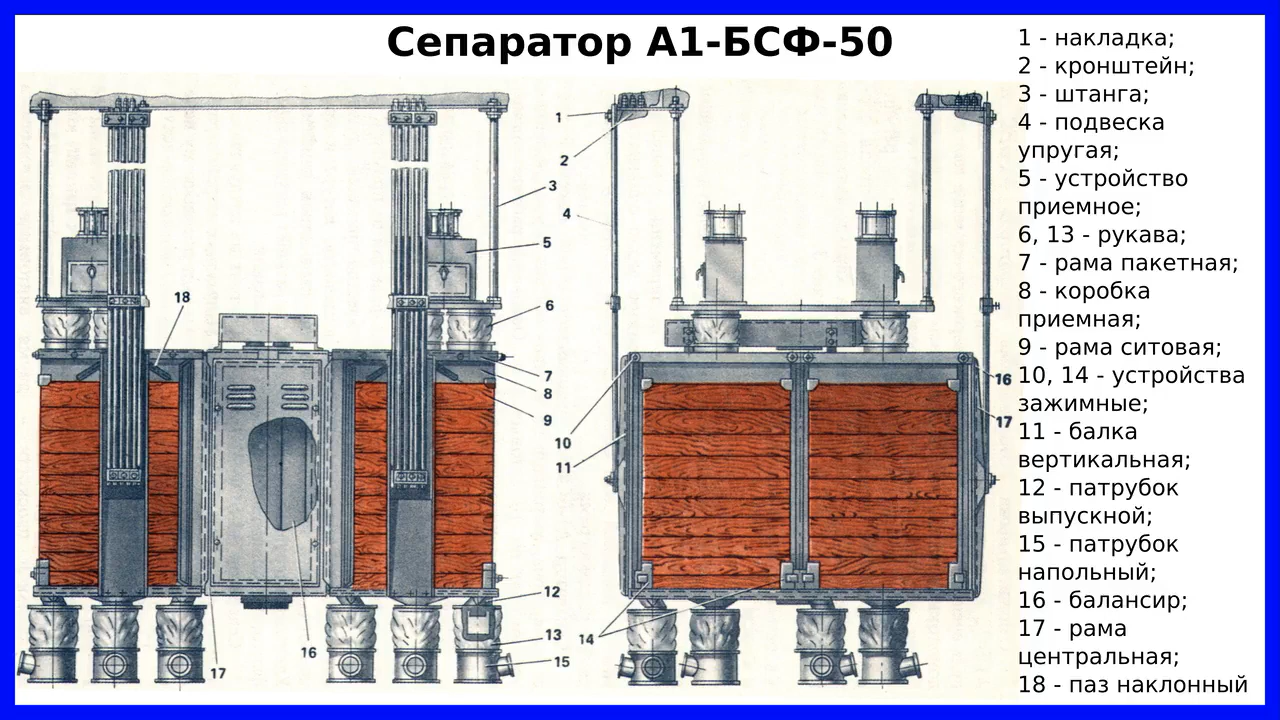 Сепаратор А1-БСФ-50
1 - накладка;
2 - кронштейн;
3 - штанга;
4 - подвеска
упругая;
5 - устройство
приемное;
6, 13 - рукава;
7 - рама пакетная;
8 - коробка
приемная;
9 - рама ситовая;
10, 14 - устройства
зажимные;
11 - балка
вертикальная;
12 - патрубок
выпускной;
15 - патрубок
напольный;
16 - балансир;
17 - рама
центральная;
18 - паз наклонный
1
2
3
4
5
18
6
7
8
9
10
11
16
17
12
13
14
15
16
17